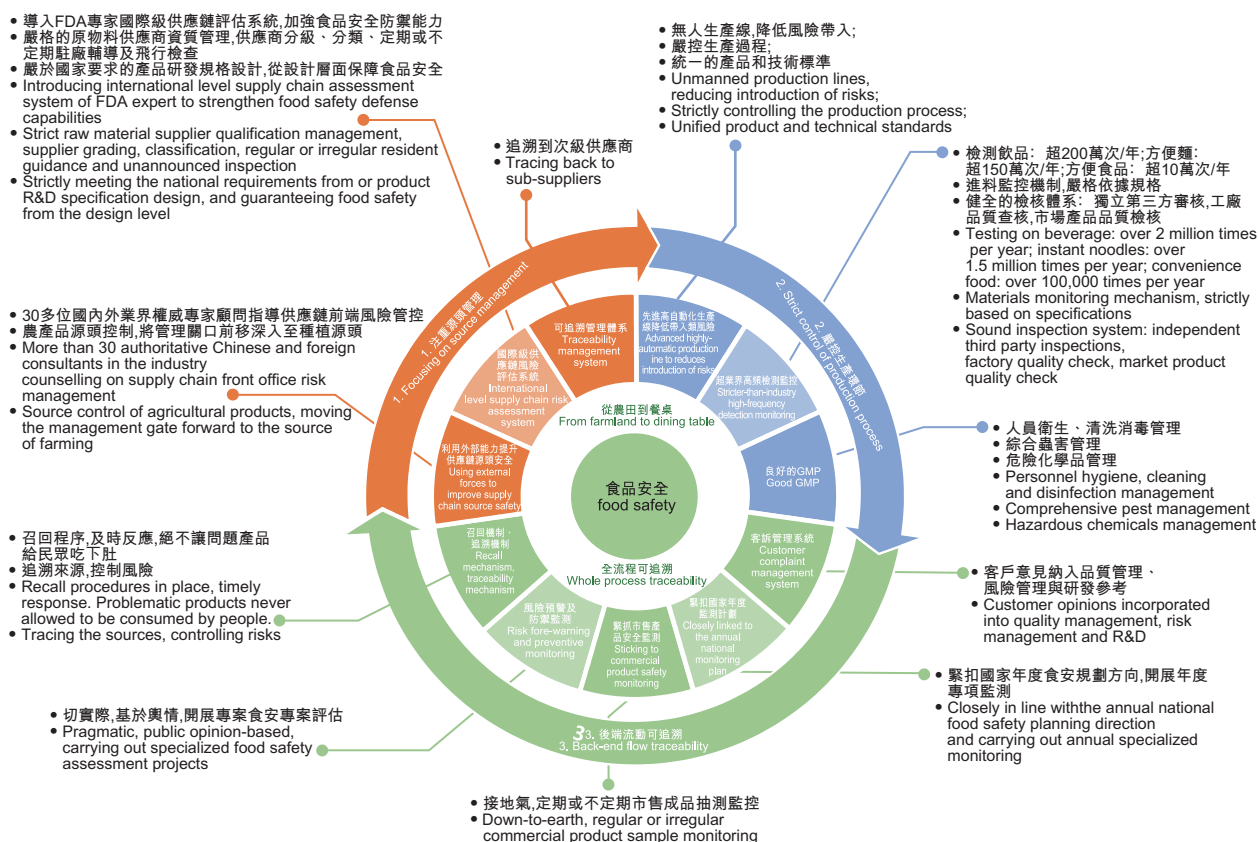 • 導入FDA專家國際級供應鏈評估系統,加強食品安全防禦能力
• 嚴格的原物料供應商資質管理,供應商分級、分類、定期或不
定期駐廠輔導及飛行檢查
• 嚴於國家要求的產品研發規格設計,從設計層面保障食品安全
• Introducing international level supply chain assessment
system of FDA expert to strengthen food safety defense
capabilities
• Strict raw material supplier qualification management,
supplier grading, classification, regular or irregular resident
guidance and unannounced inspection
• Strictly meeting the national requirements from or product
R&D specification design, and guaranteeing food safety
from the design level
• 追溯到次級供應商
• Tracing back to
sub-suppliers
• 無人生產線,降低風險帶入;
• 嚴控生產過程;
• 統一的產品和技術標準
• Unmanned production lines,
reducing introduction of risks;
• Strictly controlling the production process;
• Unified product and technical standards
• 檢測飲品：超200萬次/年;方便麵：
超150萬次/年;方便食品：超10萬次/年
• 進料監控機制,嚴格依據規格
• 健全的檢核體系：獨立第三方審核,工廠
品質查核,市場產品品質檢核
• Testing on beverage: over 2 million times
per year; instant noodles: over
1.5 million times per year; convenience
food: over 100,000 times per year
• Materials monitoring mechanism, strictly
based on specifications
• Sound inspection system: independent
third party inspections,
factory quality check, market product
quality check
• 30多位國內外業界權威專家顧問指導供應鏈前端風險管控
• 農產品源頭控制,將管理關口前移深入至種植源頭
• More than 30 authoritative Chinese and foreign
consultants in the industry
counselling on supply chain front office risk
management
• Source control of agricultural products, moving
the management gate forward to the source
of farming
1. 注重源頭管理
1. Focusing on source management
2. 嚴控生產環節
2. Strict control of production process
可追溯管理體系
Traceability
management
system
先進高自動化生產
線降低帶入類風險
Advanced highly-
automatic production
ine to reduces
introduction of risks
國際級供
應鏈風險
評估系統
International
level supply chain risk
assessment
system
超業界高頻檢測監控
Stricter-than-industry
high-frequency
detection monitoring
從農田到餐桌
From farmland to dining table
利用外部能力提升
供應鏈源頭安全
Using external
forces to
improve supply
chain source safety
食品安全
food safety
良好的GMP
Good GMP
• 人員衛生、清洗消毒管理
• 綜合蟲害管理
• 危險化學品管理
• Personnel hygiene, cleaning
and disinfection management
• Comprehensive pest management
• Hazardous chemicals management
召回機制、
追溯機制
Recall
mechanism,
traceability
mechanism
全流程可追溯
Whole process traceability
客訴管理系統
Customer
complaint
management
system
• 召回程序,及時反應,絕不讓問題產品
給民眾吃下肚
• 追溯來源,控制風險
• Recall procedures in place, timely
response. Problematic products never
allowed to be consumed by people.
• Tracing the sources, controlling risks
• 客戶意見納入品質管理、
風險管理與研發參考
• Customer opinions incorporated
into quality management, risk
management and R&D
風險預警及
防禦監測
Risk fore-warning
and preventive
monitoring
緊抓市售產
品安全監測
Sticking to
commercial
product safety
monitoring
緊扣國家年度
監測計劃
Closely linked to
the annual
national
monitoring
plan
• 緊扣國家年度食安規劃方向,開展年度
專項監測
• Closely in line withthe annual national
food safety planning direction
and carrying out annual specialized
monitoring
• 切實際,基於輿情,開展專案食安專案評估
• Pragmatic, public opinion-based,
carrying out specialized food safety
assessment projects
33. 後端流動可追溯
3. Back-end flow traceability
• 接地氣,定期或不定期市售成品抽測監控
• Down-to-earth, regular or irregular
commercial product sample monitoring